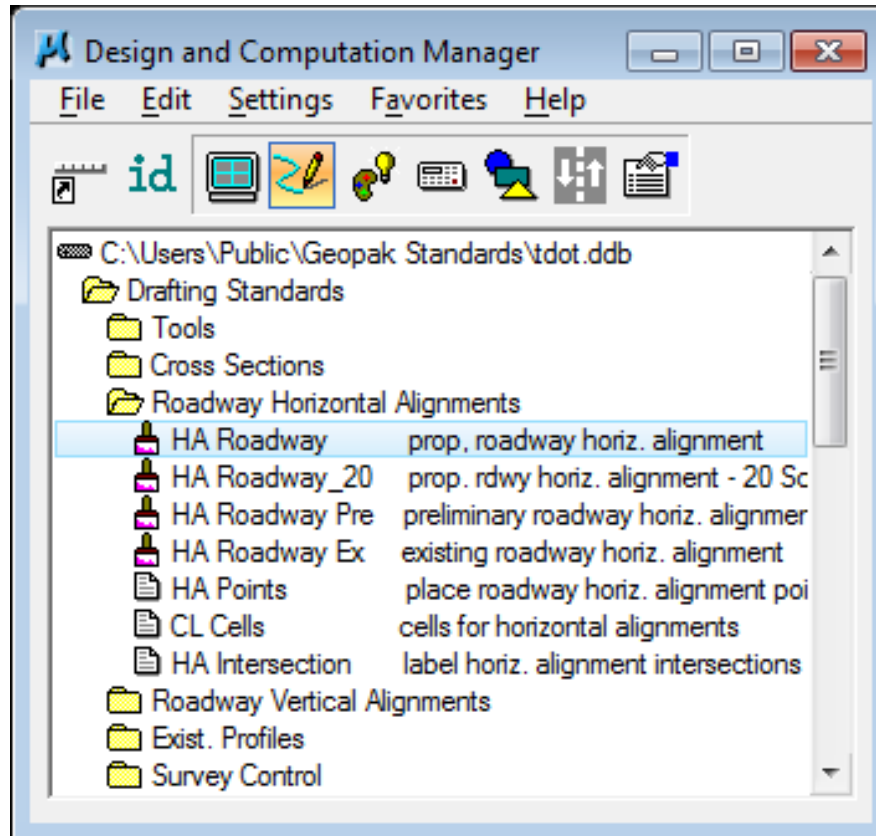 Design and Computation Manager
File Edit Settings Favorites Help
id
C:\Users\Public\Geopak Standards\tdot.ddb
Drafting Standards
Tools
Cross Sections
Roadway Horizontal Alignments
HA Roadway prop, roadway horiz. alignment
HA Roadway_20 prop. rdwy horiz. alignment - 20 Sc
HA Roadway Pre preliminary roadway horiz. alignmer
HA Roadway Ex existing roadway horiz. alignment
HA Points place roadway horiz. alignment poi
CL Cells cells for horizontal alignments
HA Intersection label horiz. alignment intersections
Roadway Vertical Alignments
Exist. Profiles
Survey Control